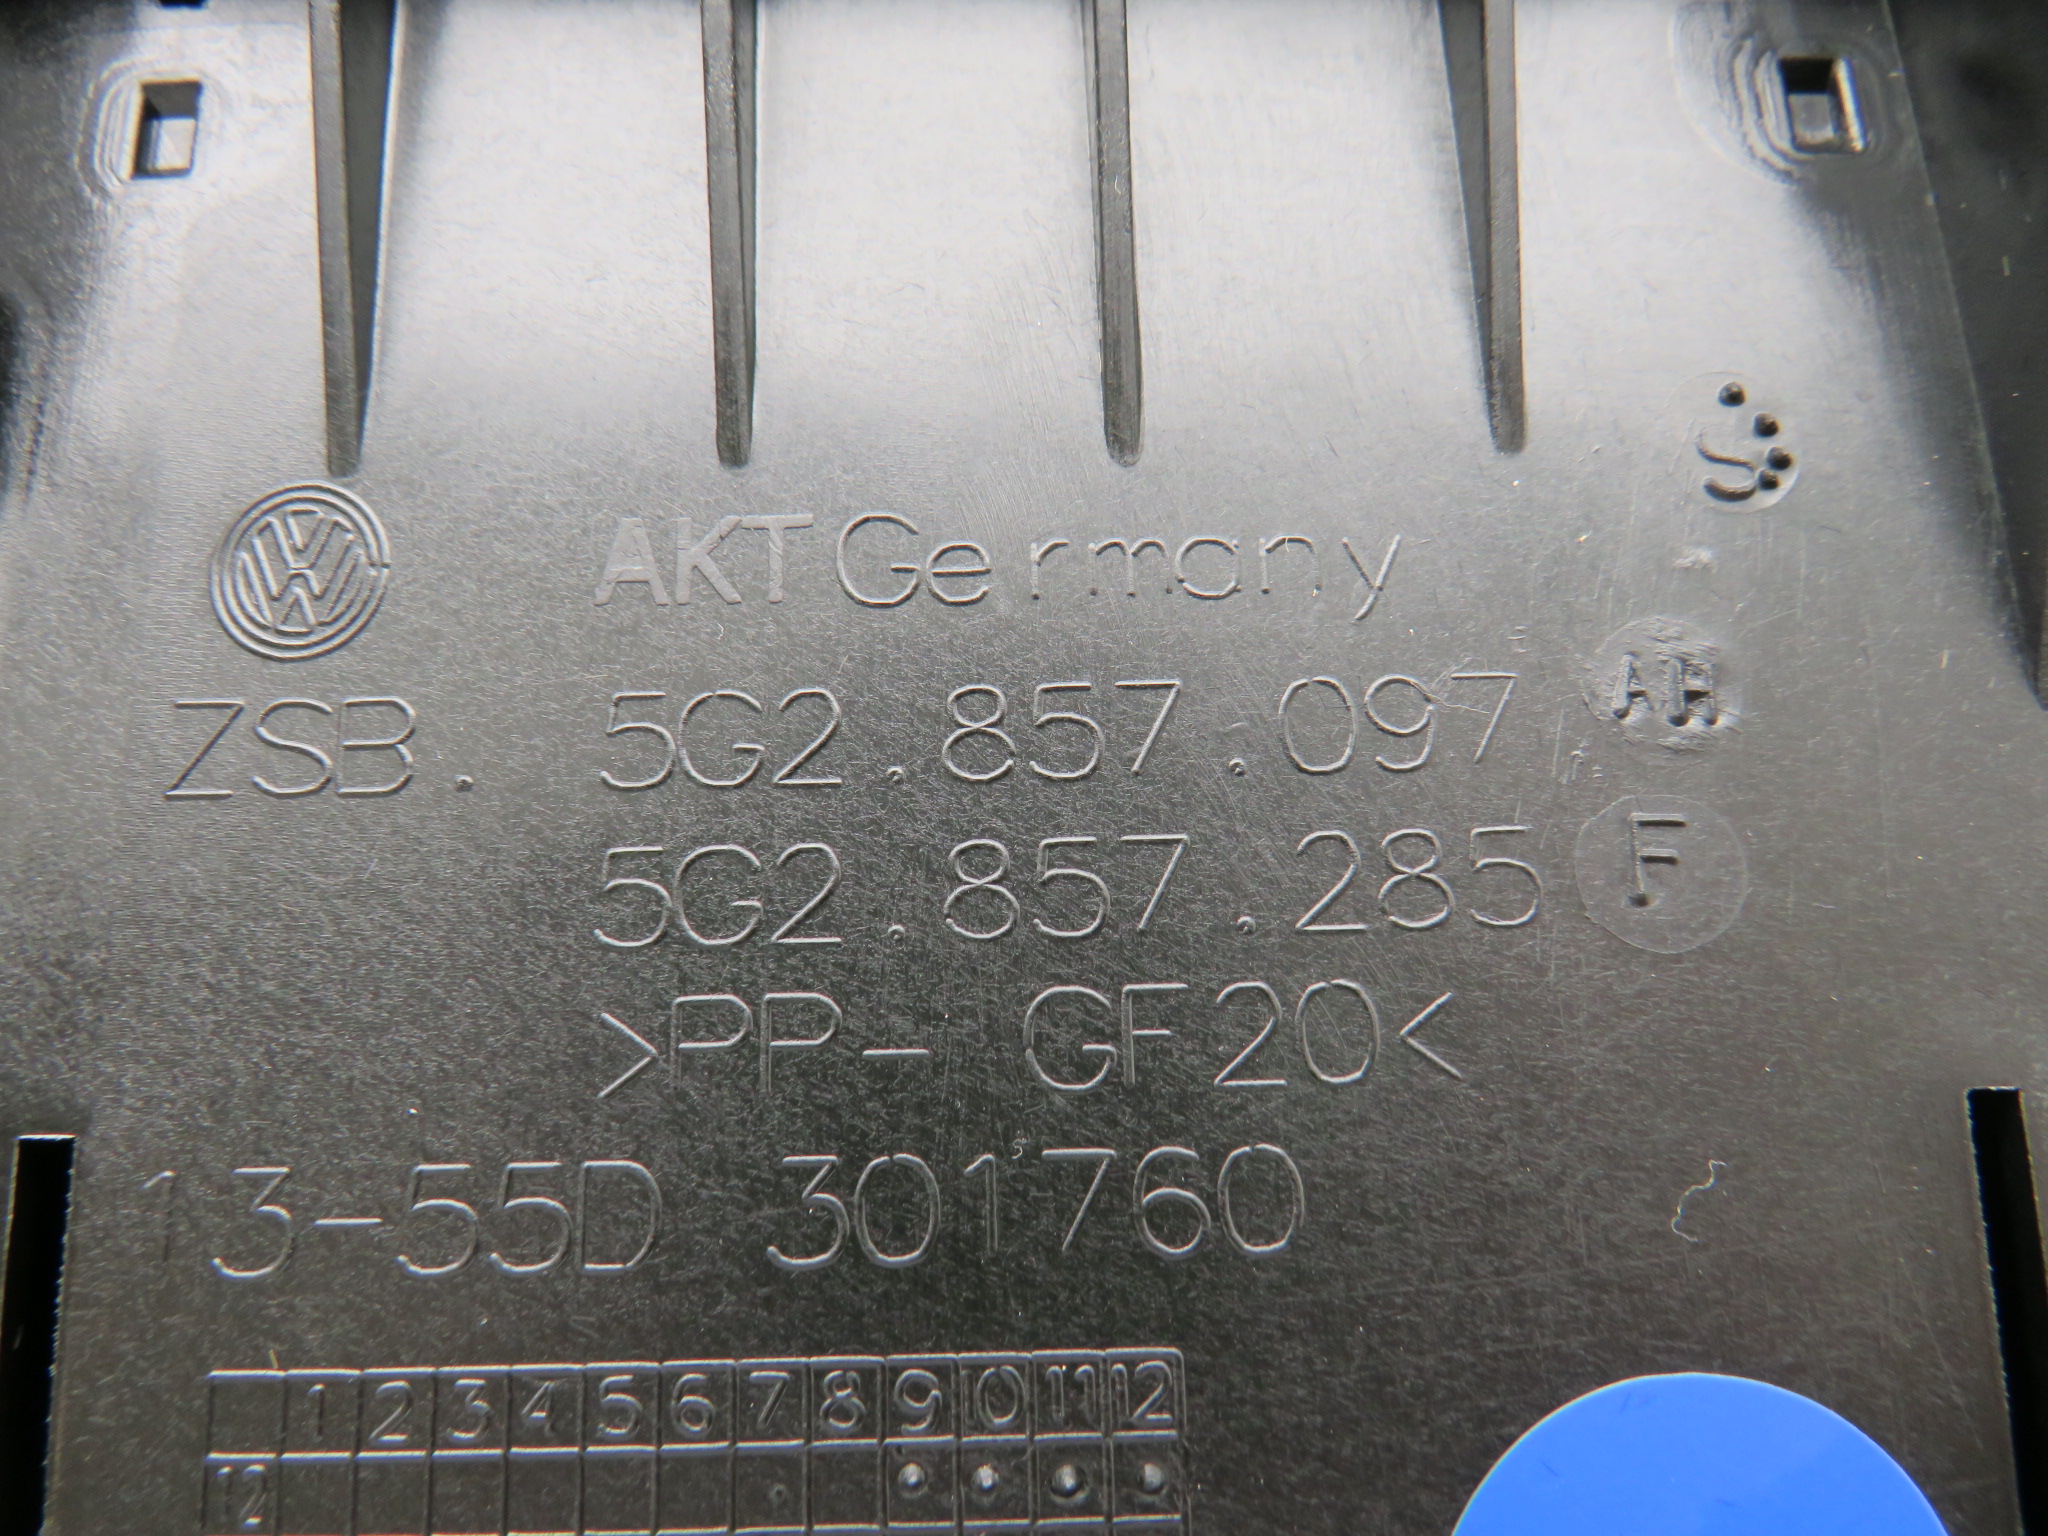 S
AKT Germany
ZSB. 5G2.857.097 AH
5G2.857.285 F
>PP- GF20<
13-55D 301760
1 2 3 4 5 6 7 8 9 10 11 12
12